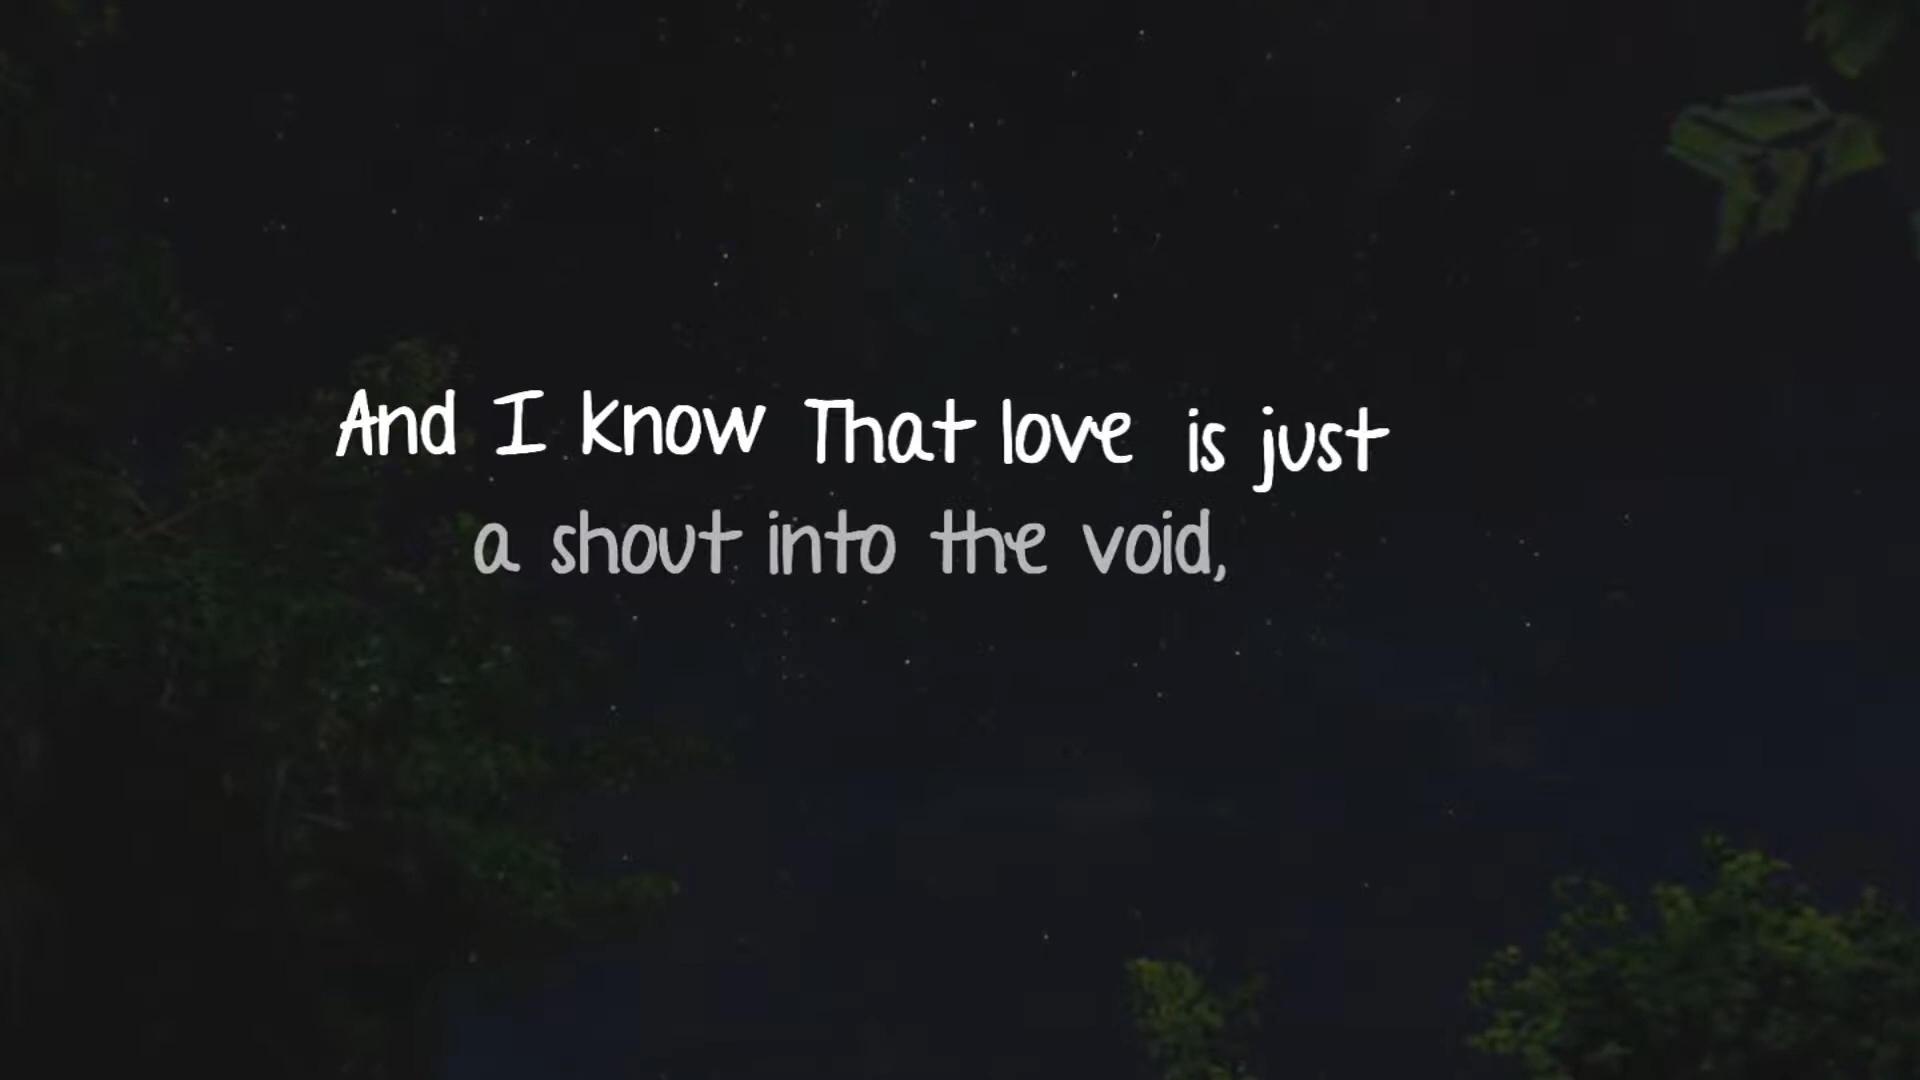 And I know That love is just
a shout into the void,